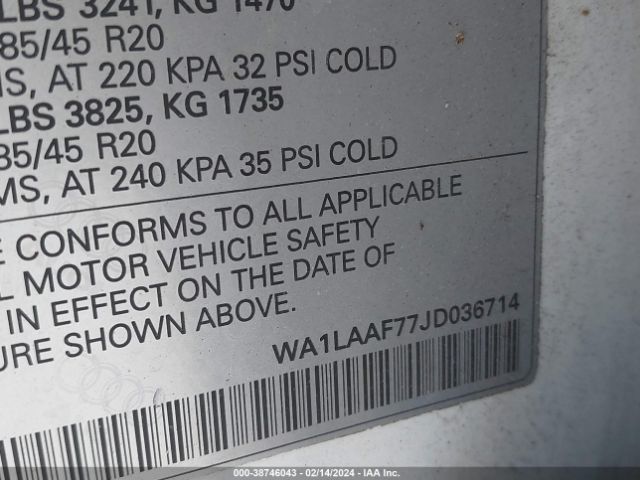 LBS 3241, KG 1470
85/45 R20
MS, AT 220 KPA 32 PSI COLD
LBS 3825, KG 1735
85/45 R20
MS, AT 240 KPA 35 PSI COLD
E CONFORMS TO ALL APPLICABLE
L MOTOR VEHICLE SAFETY
IN EFFECT ON THE DATE OF
URE SHOWN ABOVE.
WA1LAAF77JD036714
000-38746043 - 02/14/2024 - IAA Inc.